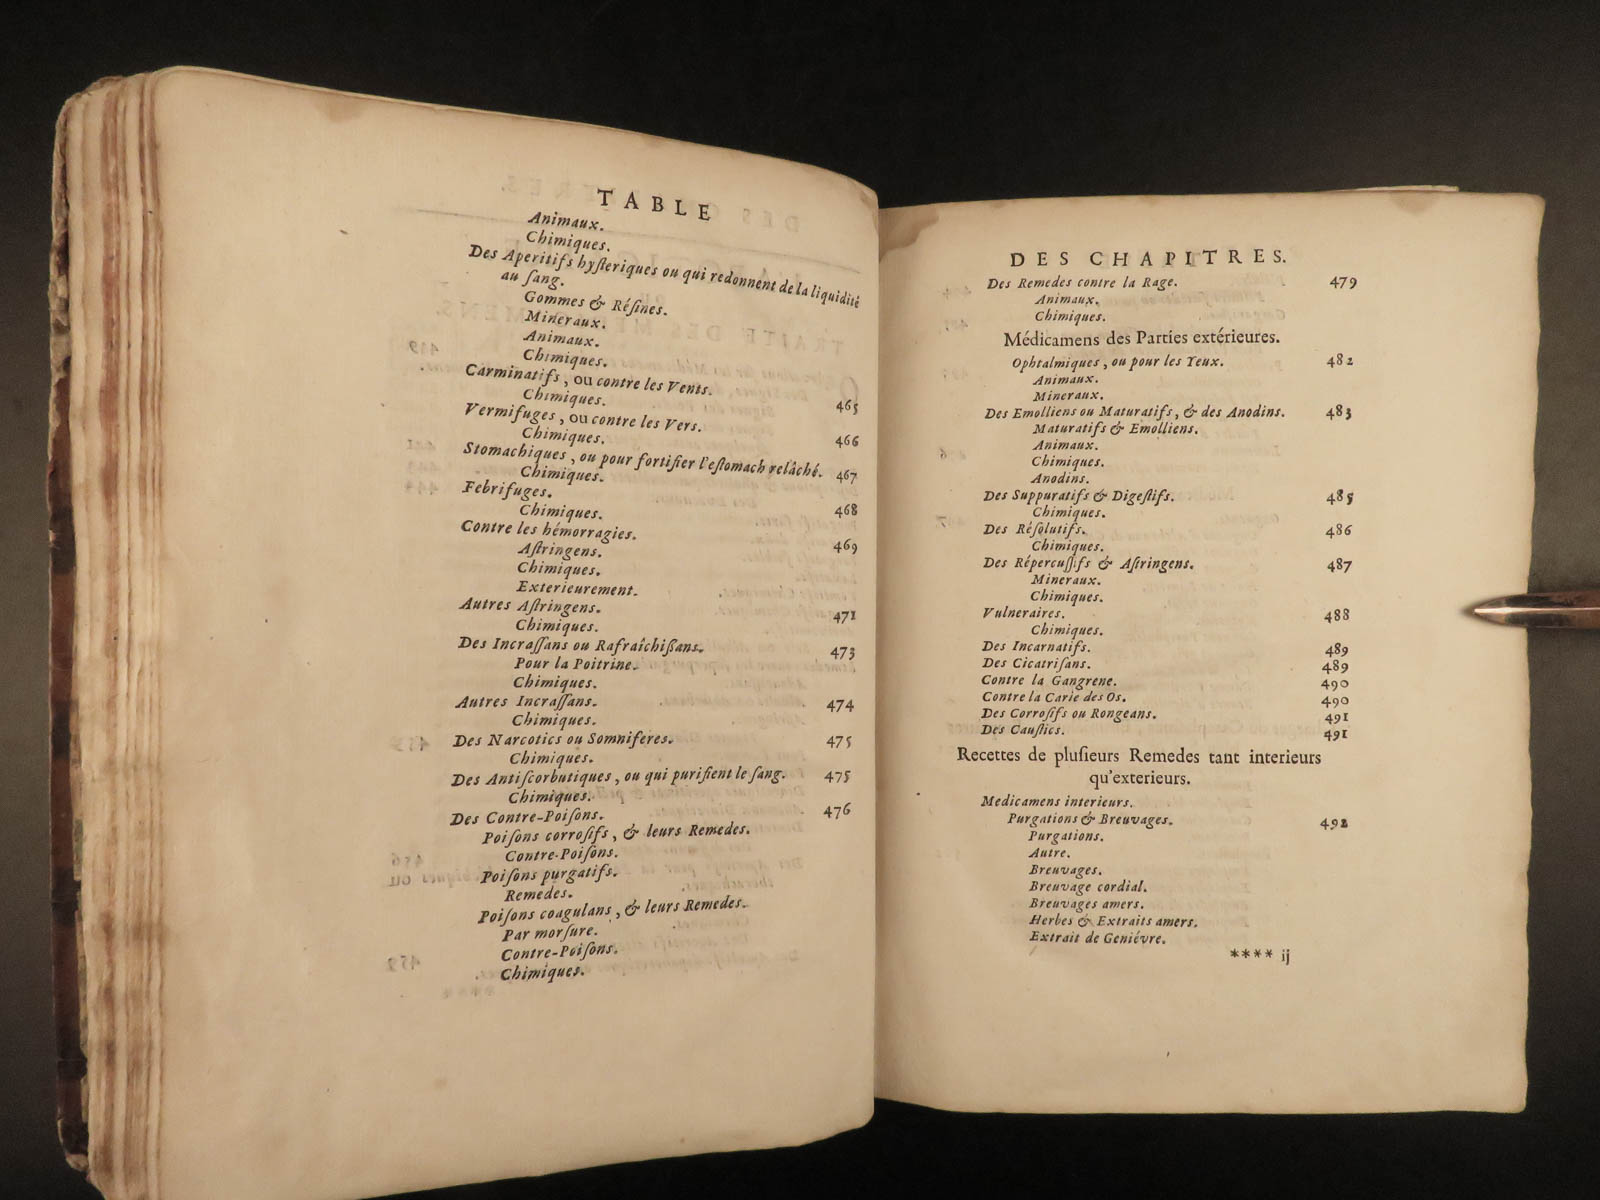 TABLE
Animaux.
Chimiques.
Des Aperitifs hyſteriques ou qui redonnent de la liquidité
au ſang.
Gommes & Réſines.
Mineraux.
Animaux.
Chimiques.
Carminatifs, ou contre les Vents. 465
Chimiques.
Vermifuges, ou contre les Vers. 466
Chimiques.
Stomachiques, ou pour fortifier l'eſtomach relâché. 467
Chimiques.
Febrifuges. 468
Chimiques.
Contre les hémorragies. 469
Aſtringens.
Chimiques.
Exterieurement.
Autres Aſtringens. 471
Chimiques.
Des Incraſſans ou Rafraîchiſſans. 473
Pour la Poitrine.
Chimiques.
Autres Incraſſans. 474
Chimiques.
Des Narcotics ou Somniferes. 475
Chimiques.
Des Antiſcorbutiques, ou qui purifient le ſang. 475
Chimiques.
Des Contre-Poiſons. 476
Poiſons corroſifs, & leurs Remedes.
Contre-Poiſons.
Poiſons purgatifs.
Remedes.
Poiſons coagulans, & leurs Remedes.
Par morſure.
Contre-Poiſons.
Chimiques.
DES CHAPITRES.
Des Remedes contre la Rage. 479
Animaux.
Chimiques.
Médicamens des Parties extérieures.
Ophtalmiques, ou pour les Yeux. 482
Animaux.
Mineraux.
Des Emolliens ou Maturatifs, & des Anodins. 483
Maturatifs & Emolliens.
Animaux.
Chimiques.
Anodins.
Des Suppuratifs & Digeſtifs. 485
Chimiques.
Des Réſolutifs. 486
Chimiques.
Des Répercuſſifs & Aſtringens. 487
Mineraux.
Chimiques.
Vulneraires. 488
Chimiques.
Des Incarnatifs. 489
Des Cicatriſans. 489
Contre la Gangrene. 490
Contre la Carie des Os. 490
Des Corroſifs ou Rongeans. 491
Des Cauſtics. 491
Recettes de pluſieurs Remedes tant interieurs
qu'exterieurs.
Medicamens interieurs.
Purgations & Breuvages. 492
Purgations.
Autre.
Breuvages.
Breuvage cordial.
Breuvages amers.
Herbes & Extraits amers.
Extrait de Geniévre.
**** ij